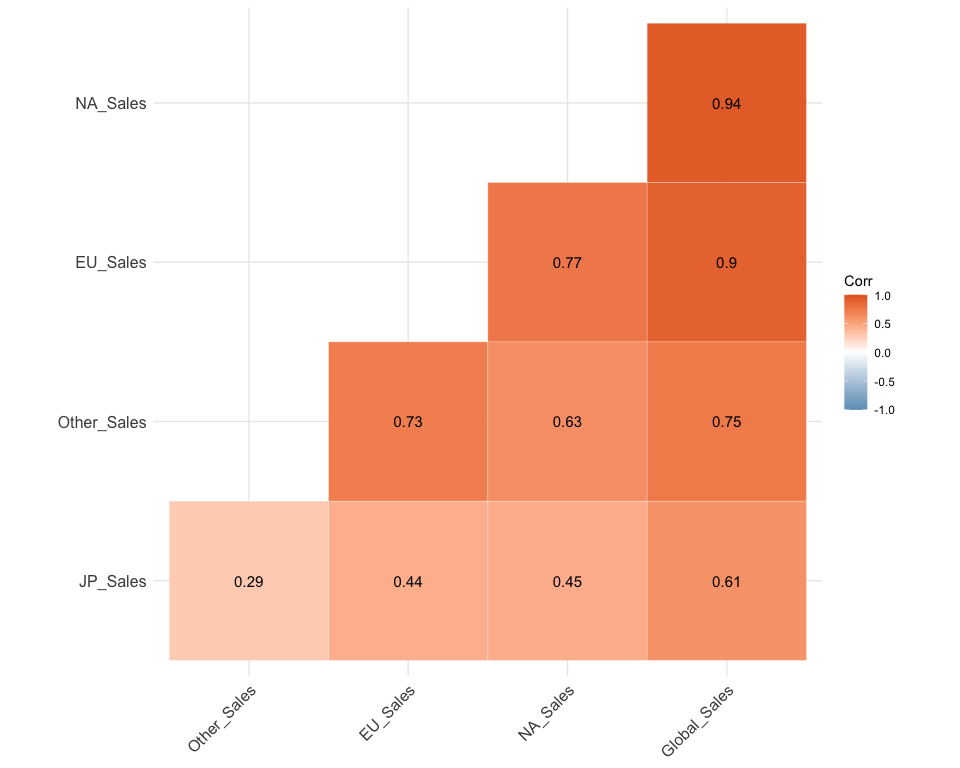 NA_Sales
0.94
EU_Sales
0.77 0.9
Other_Sales
0.73 0.63 0.75
JP_Sales
0.29 0.44 0.45 0.61
Other_Sales
EU_Sales
NA_Sales
Global_Sales
Corr
1.0
0.5
0.0
-0.5
-1.0